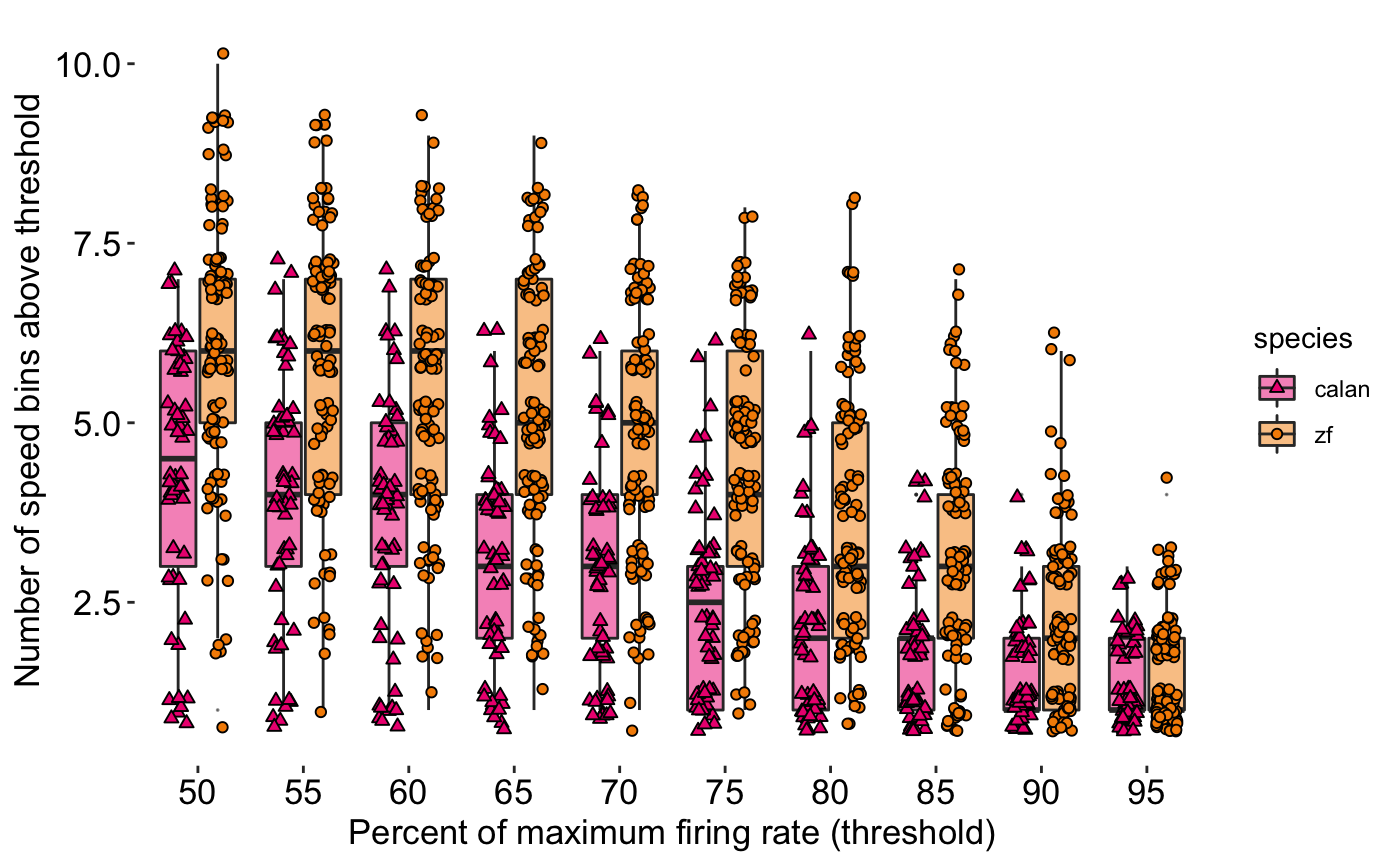 Number of speed bins above threshold
10.0
7.5
5.0
2.5
50 55 60 65 70 75 80 85 90 95
Percent of maximum firing rate (threshold)
species
calan
zf